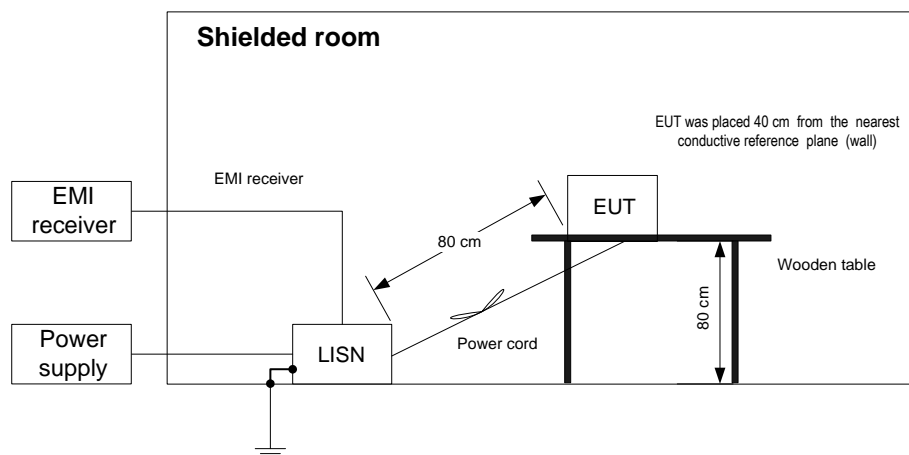 Shielded room
EUT was placed 40 cm from the nearest
conductive reference plane (wall)
EMI receiver
EMI
receiver
EUT
80 cm
Wooden table
80 cm
Power cord
LISN
Power
supply